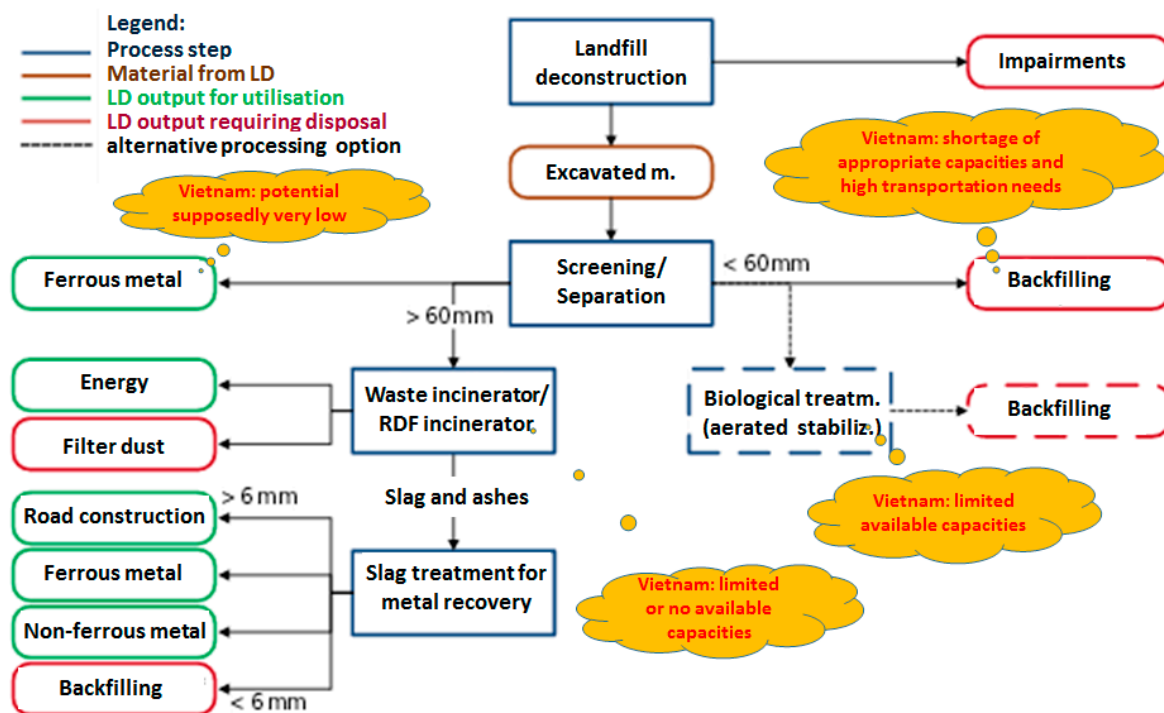 Legend:
Process step
Material from LD
LD output for utilisation
LD output requiring disposal
alternative processing option
Landfill
deconstruction
Impairments
Vietnam: shortage of
appropriate capacities and
high transportation needs
Excavated m.
Vietnam: potential
supposedly very low
Ferrous metal
Screening/
Separation
< 60mm
Backfilling
> 60mm
Energy
Filter dust
Waste incinerator/
RDF incinerator
Biological treatm.
(aerated stabiliz.)
Backfilling
Slag and ashes
Vietnam: limited
available capacities
> 6 mm
Road construction
Ferrous metal
Non-ferrous metal
Backfilling
< 6 mm
Slag treatment for
metal recovery
Vietnam: limited
or no available
capacities